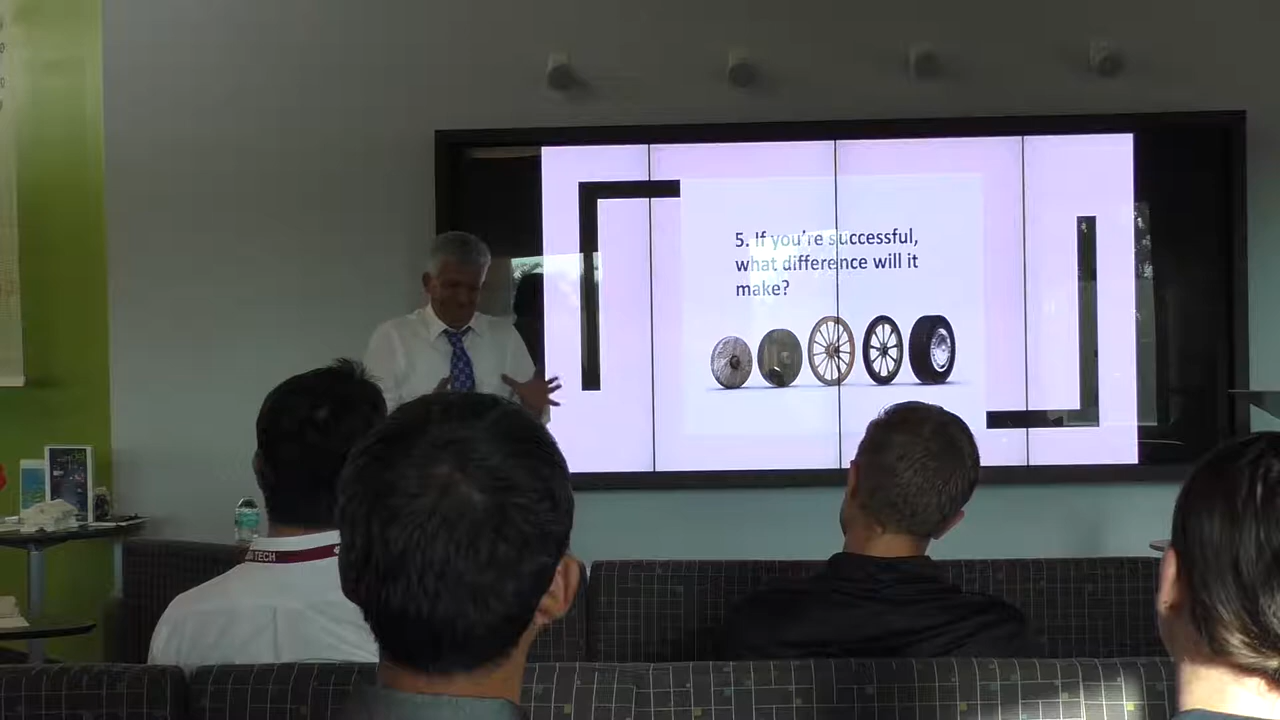 5. If you're successful,
what difference will it
make?
TECH